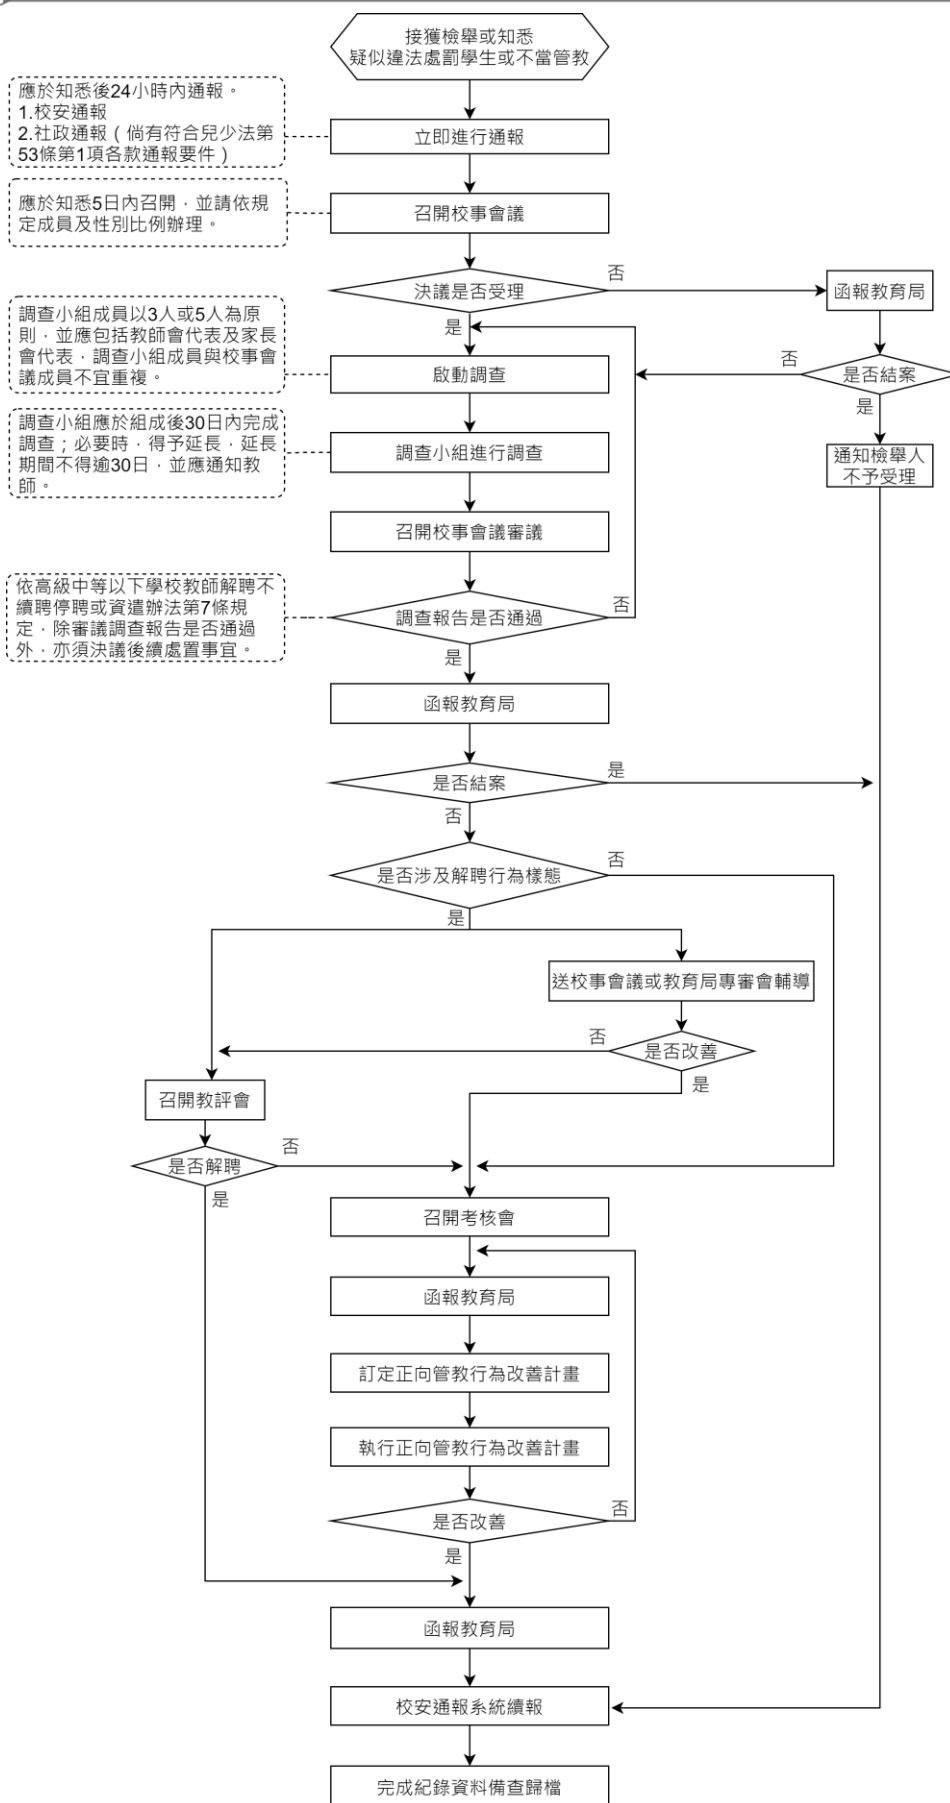 接獲檢舉或知悉
疑似違法處罰學生或不當管教
應於知悉後24小時內通報。
1.校安通報
2.社政通報（倘有符合兒少法第
53條第1項各款通報要件）
立即進行通報
應於知悉5日內召開，並請依規
定成員及性別比例辦理。
召開校事會議
決議是否受理
否
函報教育局
是
調查小組成員以3人或5人為原
則，並應包括教師會代表及家長
會代表，調查小組成員與校事會
議成員不宜重複。
啟動調查
否
是否結案
是
調查小組應於組成後30日內完成
調查；必要時，得予延長，延長
期間不得逾30日，並應通知教
師。
調查小組進行調查
通知檢舉人
不予受理
召開校事會議審議
依高級中等以下學校教師解聘不
續聘停聘或資遣辦法第7條規
定，除審議調查報告是否通過
外，亦須決議後續處置事宜。
調查報告是否通過
否
是
函報教育局
是否結案
是
否
是否涉及解聘行為樣態
否
是
送校事會議或教育局專審會輔導
否
是否改善
是
召開教評會
是否解聘
否
是
召開考核會
函報教育局
訂定正向管教行為改善計畫
執行正向管教行為改善計畫
是否改善
否
是
函報教育局
校安通報系統續報
完成紀錄資料備查歸檔